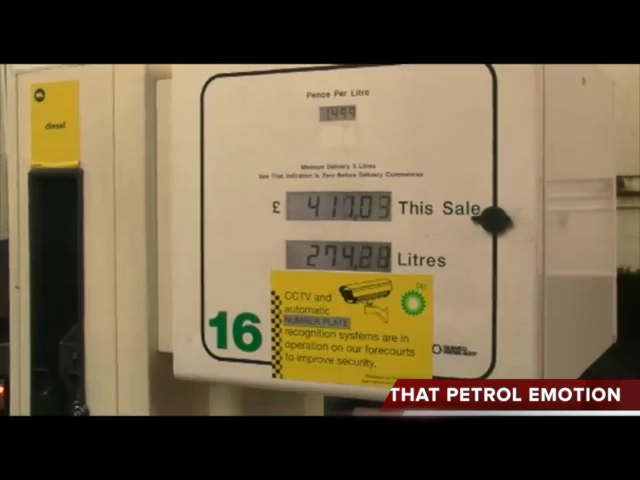 diesel
Pence Per Litre
149.9
Minimum Delivery 5 Litres
See That Indication Is Zero Before Delivery Commences
£ 417.09 This Sale
Litres
bp
CCTV and
automatic
NUMBER PLATE
recognition systems are in
operation on our forecourts
to improve security.
16
THAT PETROL EMOTION